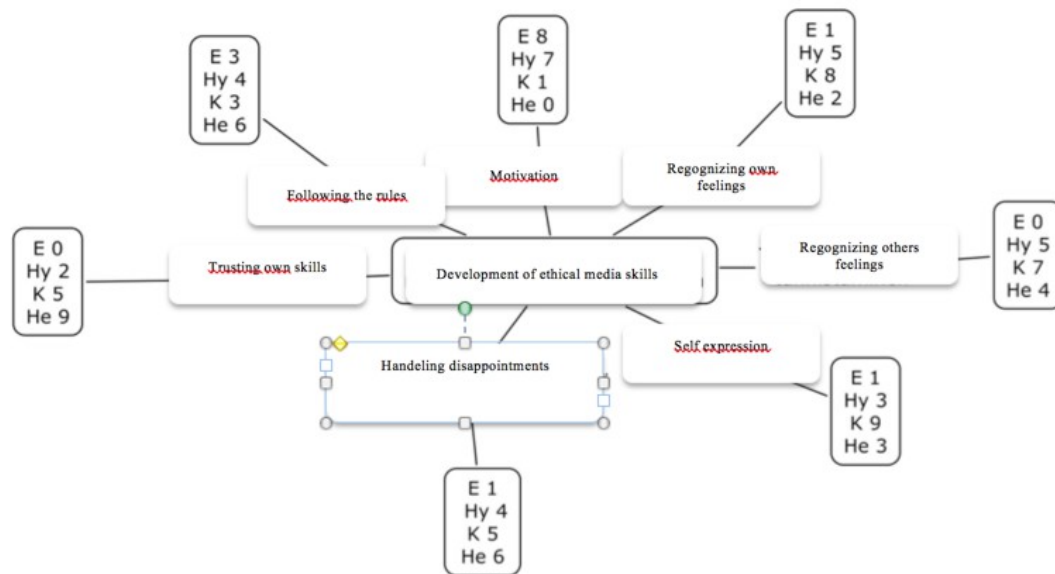 E 3
Hy 4
K 3
He 6
E 8
Hy 7
K 1
He 0
E 1
Hy 5
K 8
He 2
Following the rules
Motivation
Regognizing own
feelings
E 0
Hy 2
K 5
He 9
Trusting own skills
Development of ethical media skills
Regognizing others
feelings
E 0
Hy 5
K 7
He 4
Handeling disappointments
Self expression
E 1
Hy 3
K 9
He 3
E 1
Hy 4
K 5
He 6